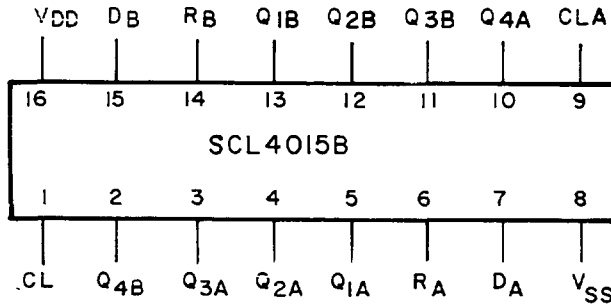 VDD DB RB Q1B Q2B Q3B Q4A CLA
16 15 14 13 12 11 10 9
SCL4015B
1 2 3 4 5 6 7 8
CL Q4B Q3A Q2A Q1A RA DA VSS